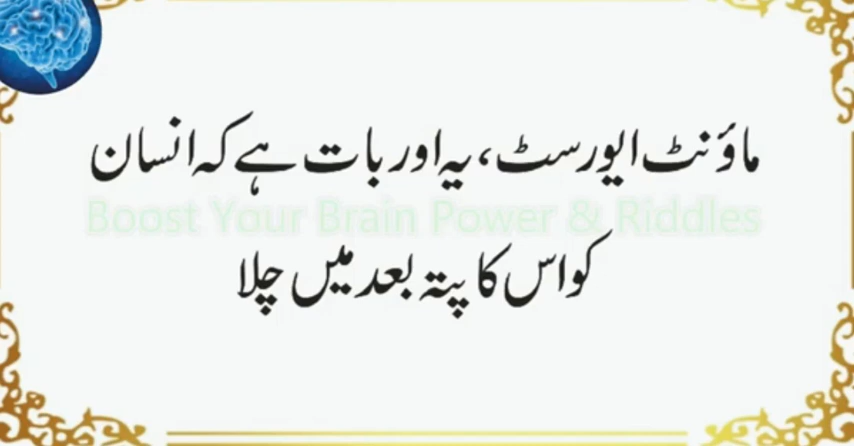 ماؤنٹ ایورسٹ، یہ اور بات ہے کہ انسان
Boost Your Brain Power & Riddles
کو اس کا پتہ بعد میں چلا